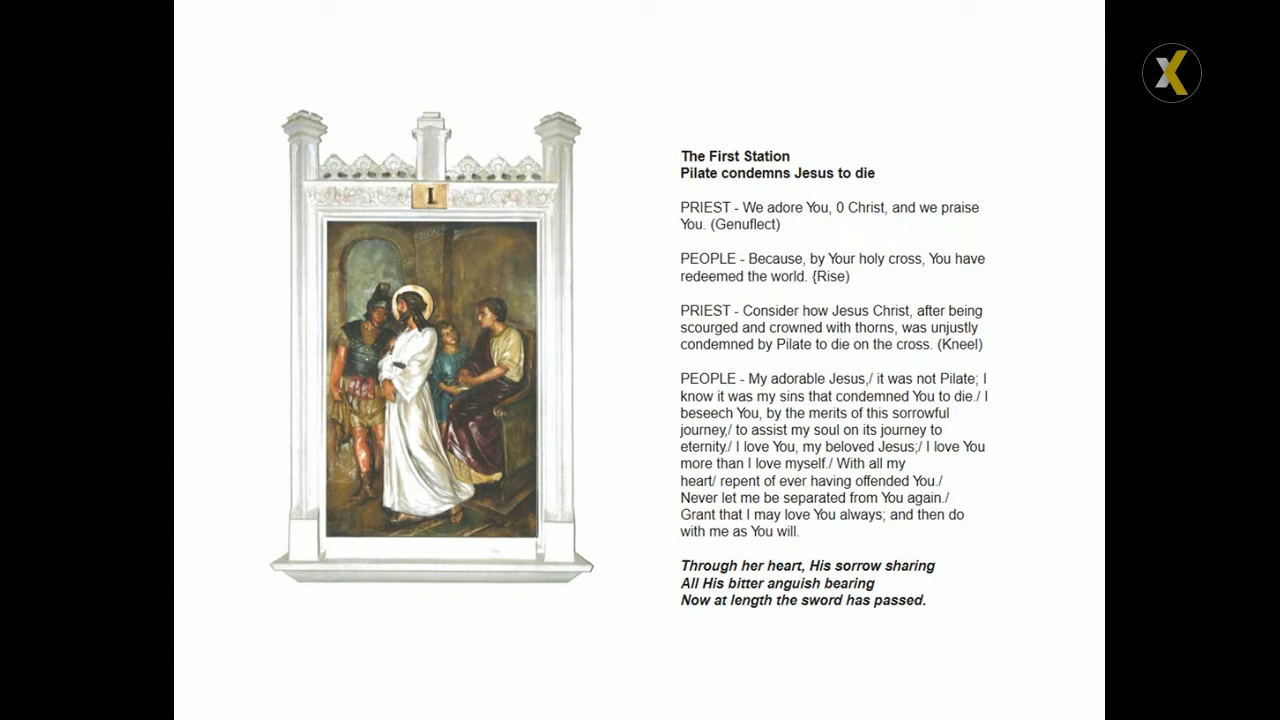 I
The First Station
Pilate condemns Jesus to die
PRIEST - We adore You, 0 Christ, and we praise
You. (Genuflect)
PEOPLE - Because, by Your holy cross, You have
redeemed the world. {Rise)
PRIEST - Consider how Jesus Christ, after being
scourged and crowned with thorns, was unjustly
condemned by Pilate to die on the cross. (Kneel)
PEOPLE - My adorable Jesus,/ it was not Pilate; I
know it was my sins that condemned You to die./ I
beseech You, by the merits of this sorrowful
journey,/ to assist my soul on its journey to
eternity./ I love You, my beloved Jesus;/ I love You
more than I love myself./ With all my
heart/ repent of ever having offended You./
Never let me be separated from You again./
Grant that I may love You always; and then do
with me as You will.
Through her heart, His sorrow sharing
All His bitter anguish bearing
Now at length the sword has passed.